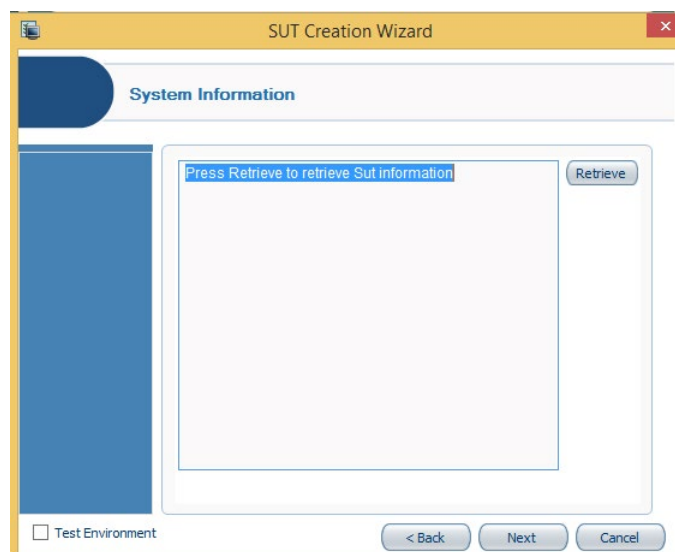 SUT Creation Wizard
System Information
Press Retrieve to retrieve Sut information
Retrieve
Test Environment
< Back
Next
Cancel